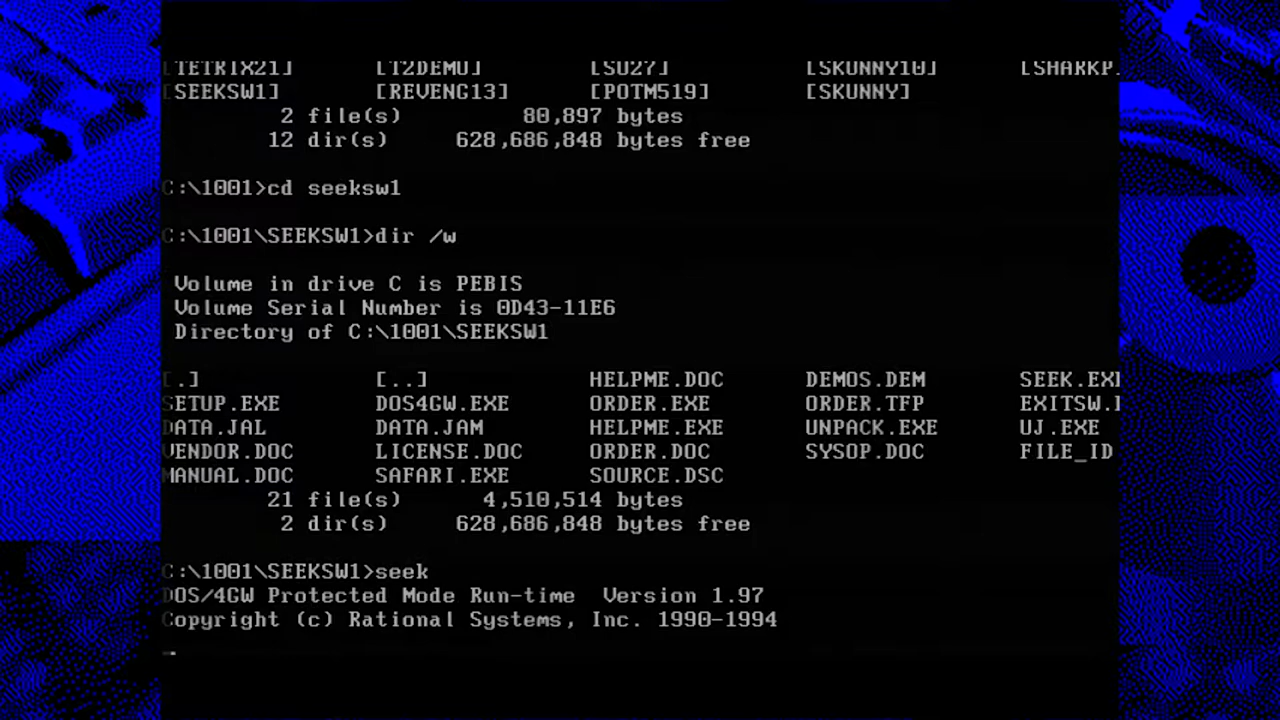 [TETRIX21] [T2DEMO] [SU27] [SKUNNY10] [SHARKP.
[SEEKSW1] [REVENG13] [POTM519] [SKUNNY]
2 file(s) 80,897 bytes
12 dir(s) 628,686,848 bytes free
C:\1001>cd seeksw1
C:\1001\SEEKSW1>dir /w
Volume in drive C is PEBIS
Volume Serial Number is 0D43-11E6
Directory of C:\1001\SEEKSW1
[.] [..] HELPME.DOC DEMOS.DEM SEEK.EXE
SETUP.EXE DOS4GW.EXE ORDER.EXE ORDER.TFP EXITSW.
DATA.JAL DATA.JAM HELPME.EXE UNPACK.EXE UJ.EXE
VENDOR.DOC LICENSE.DOC ORDER.DOC SYSOP.DOC FILE_ID
MANUAL.DOC SAFARI.EXE SOURCE.DSC
21 file(s) 4,510,514 bytes
2 dir(s) 628,686,848 bytes free
C:\1001\SEEKSW1>seek
DOS/4GW Protected Mode Run-time Version 1.97
Copyright (c) Rational Systems, Inc. 1990-1994